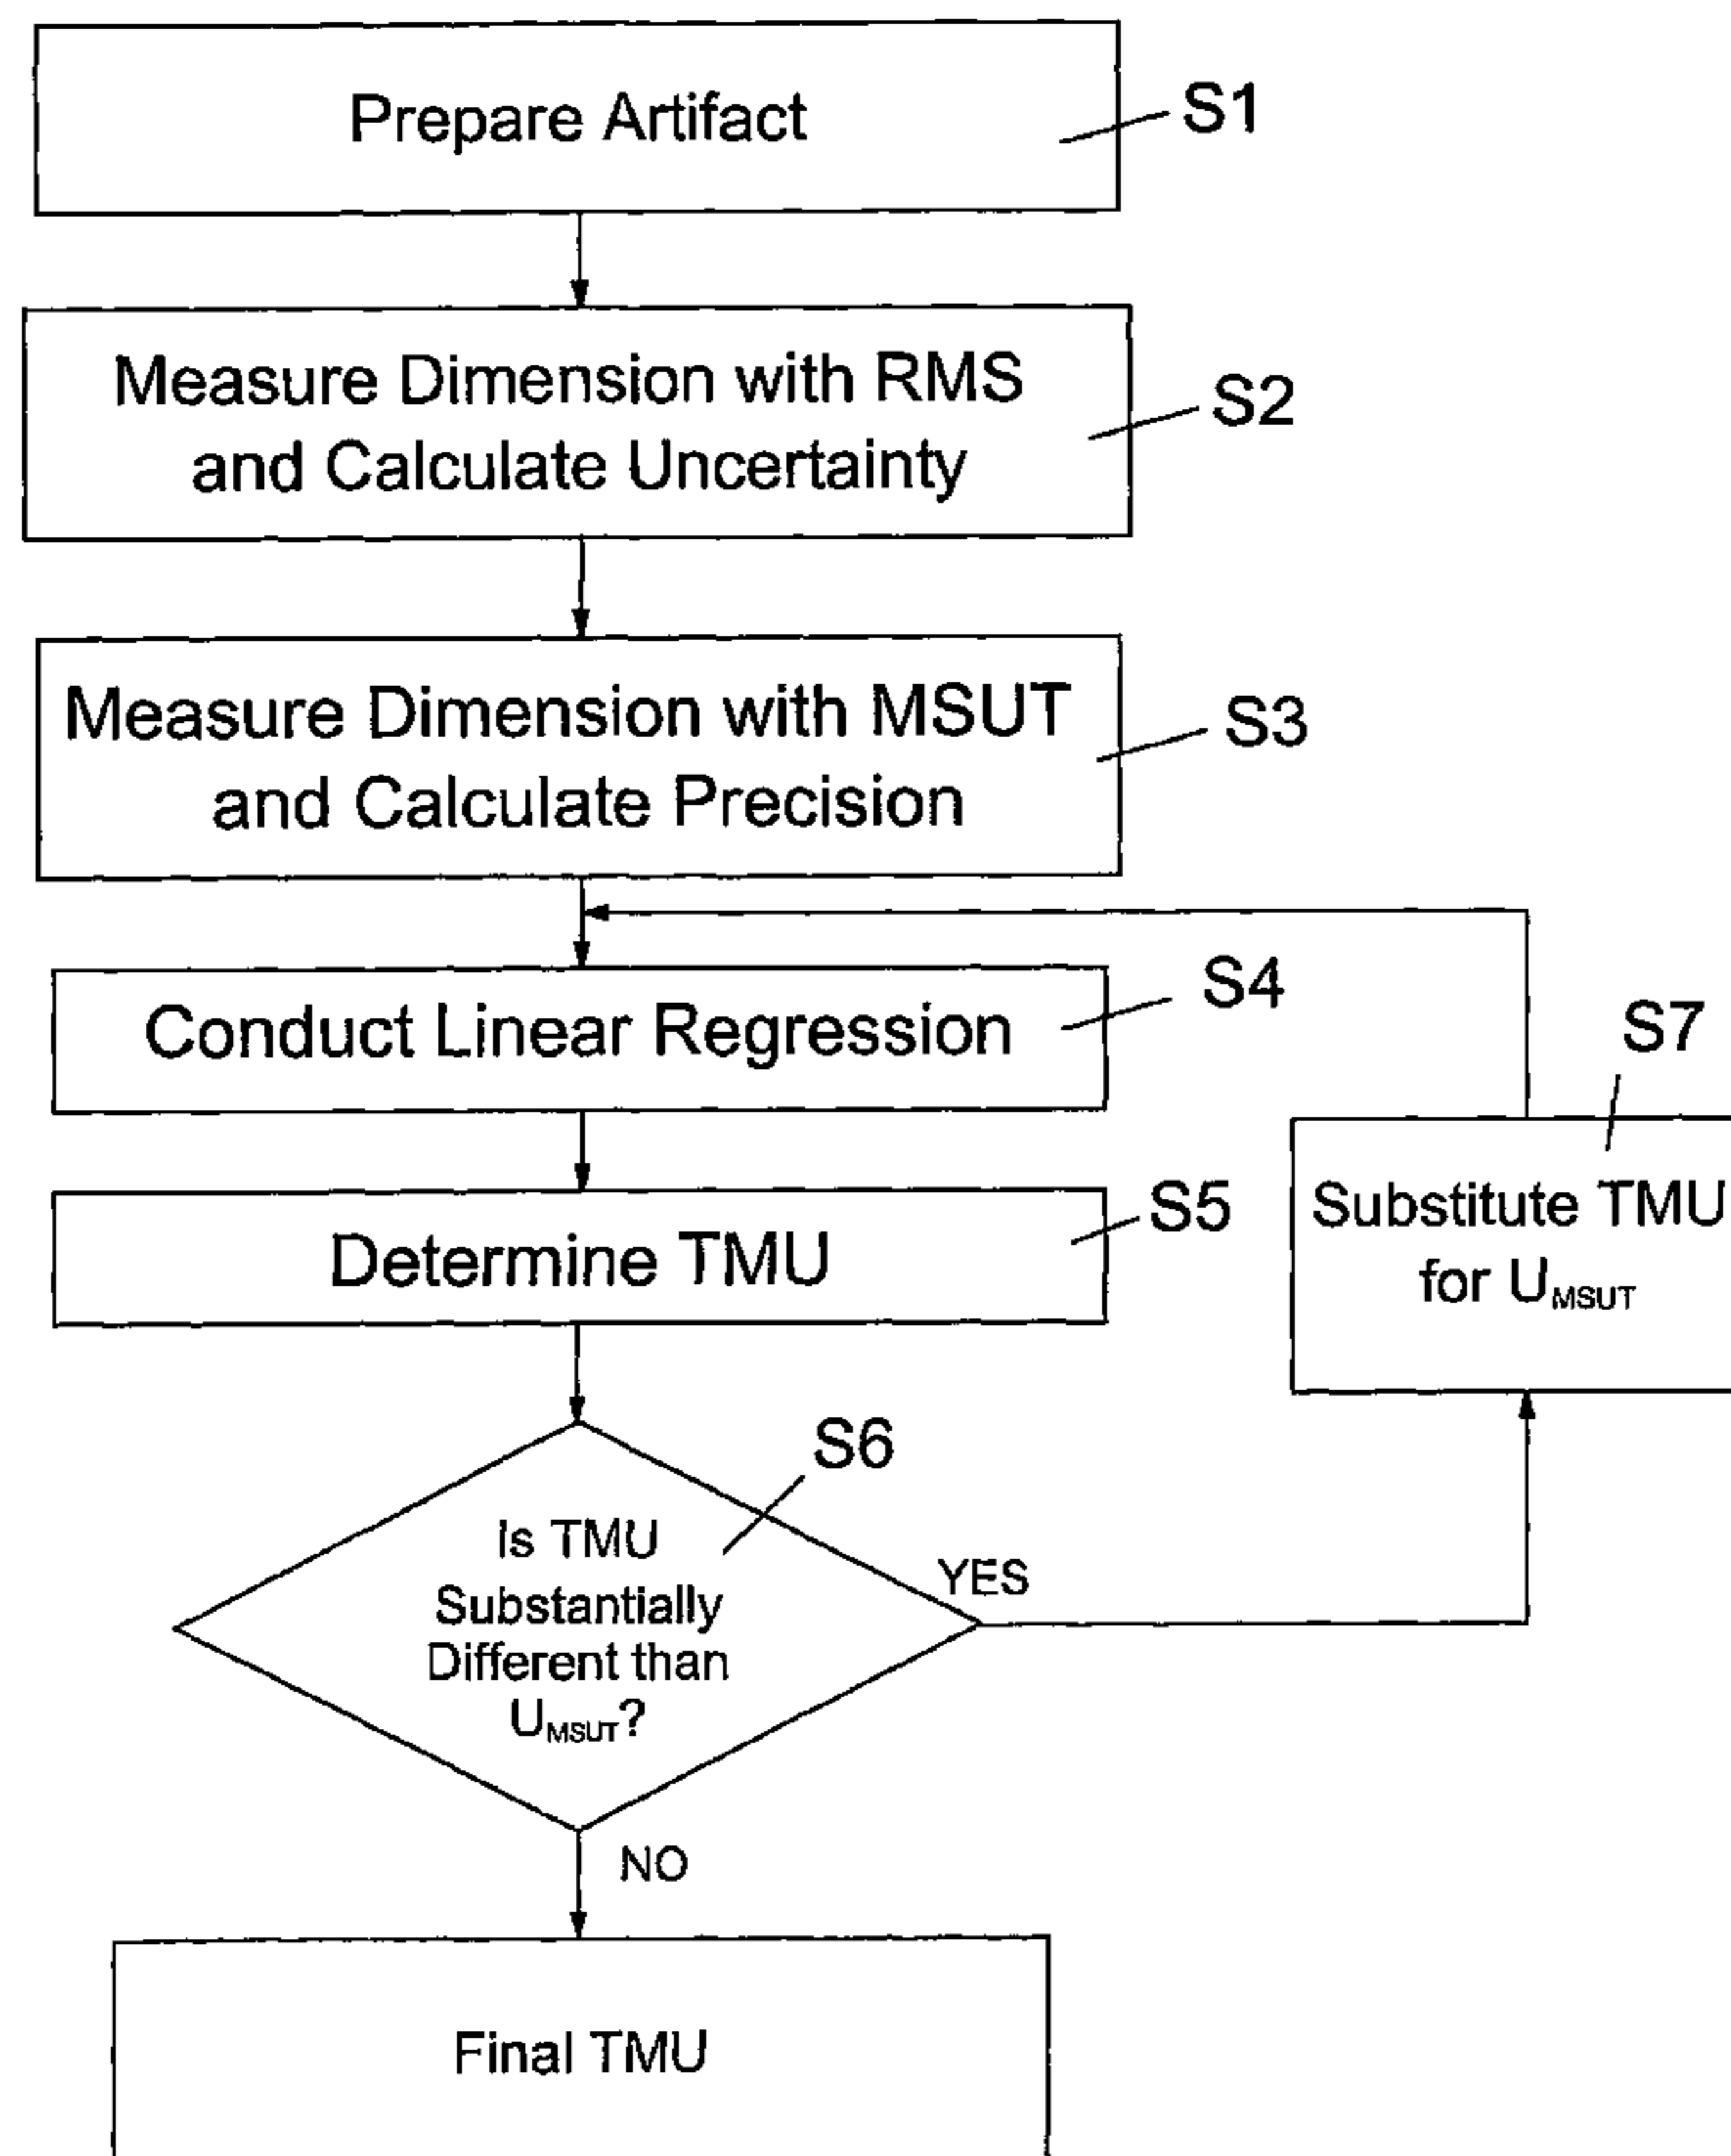 Prepare Artifact
S1
Measure Dimension with RMS
and Calculate Uncertainty
S2
Measure Dimension with MSUT
and Calculate Precision
S3
Conduct Linear Regression
S4
Determine TMU
S5
Substitute TMU
for UMSUT
S7
Is TMU
Substantially
Different than
UMSUT?
S6
YES
NO
Final TMU